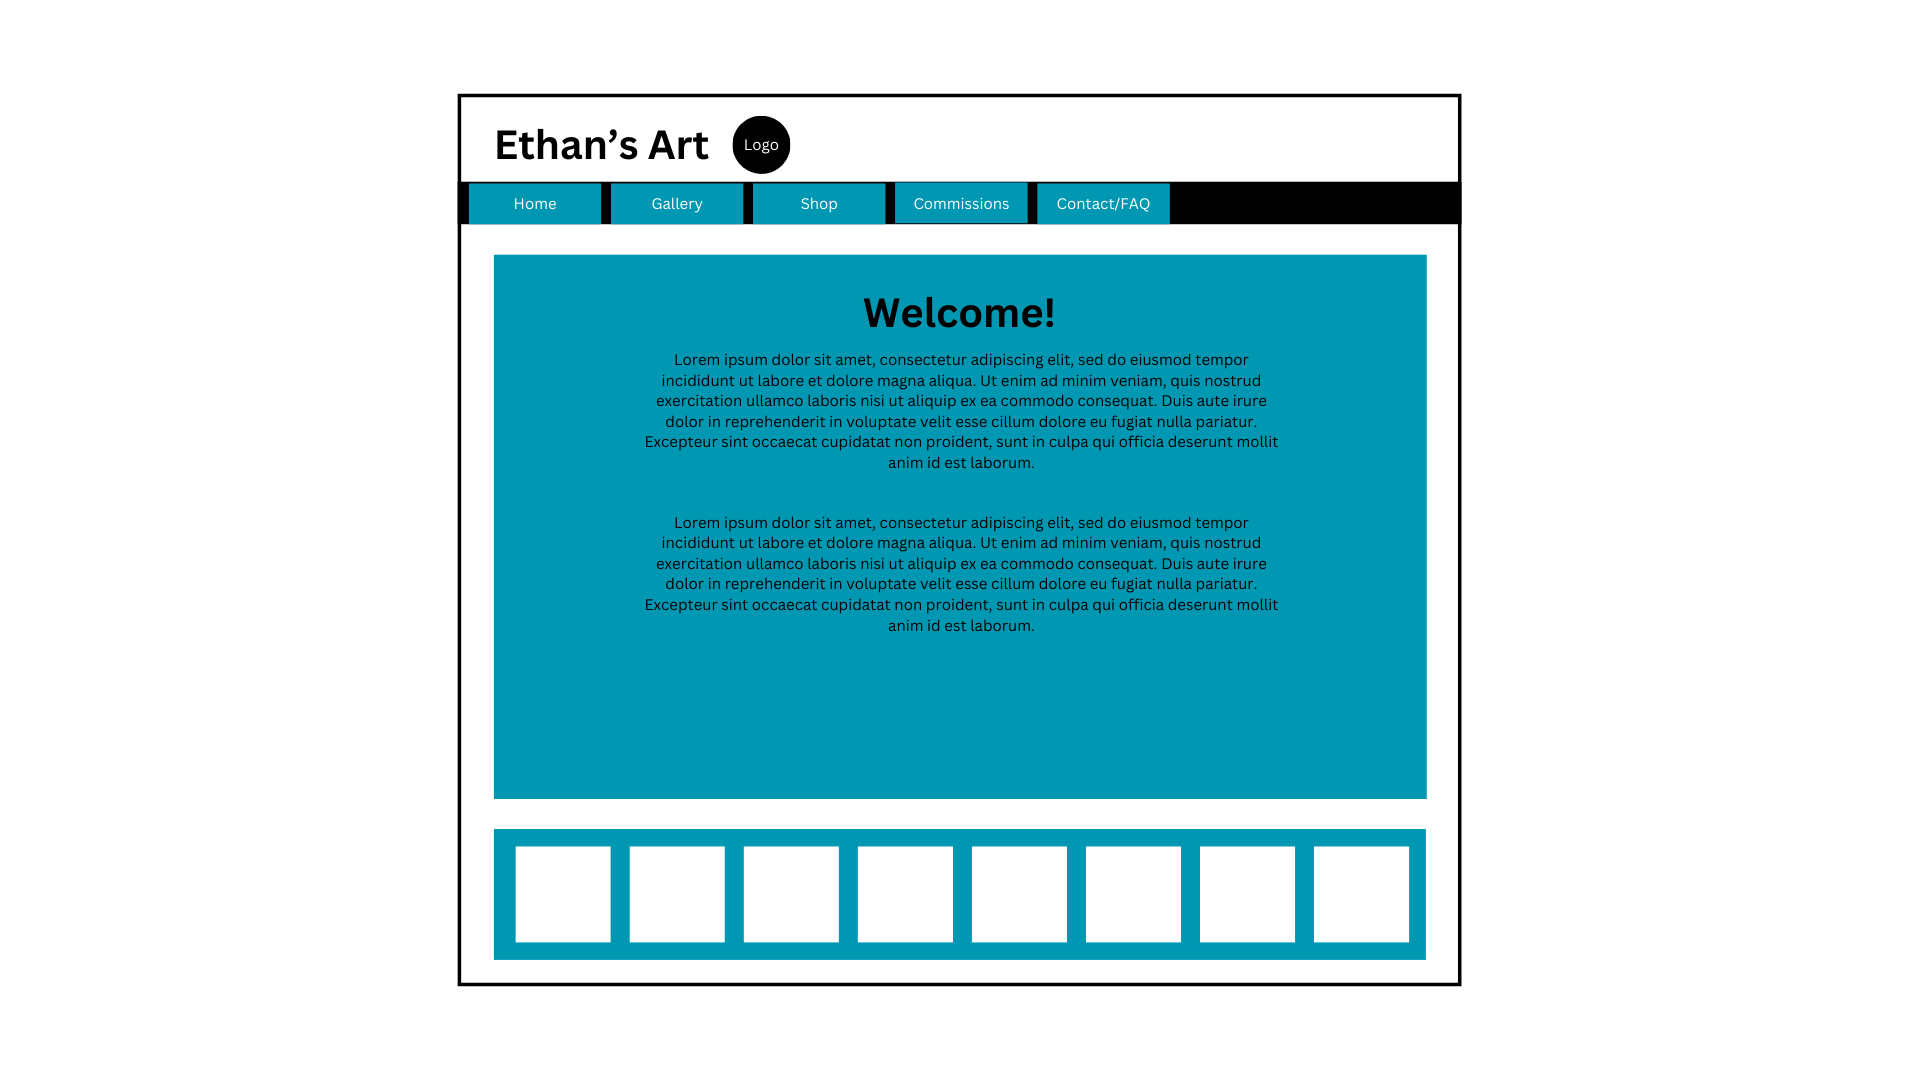 Ethan’s Art
Logo
Home
Gallery
Shop
Commissions
Contact/FAQ
Welcome!
Lorem ipsum dolor sit amet, consectetur adipiscing elit, sed do eiusmod tempor
incididunt ut labore et dolore magna aliqua. Ut enim ad minim veniam, quis nostrud
exercitation ullamco laboris nisi ut aliquip ex ea commodo consequat. Duis aute irure
dolor in reprehenderit in voluptate velit esse cillum dolore eu fugiat nulla pariatur.
Excepteur sint occaecat cupidatat non proident, sunt in culpa qui officia deserunt mollit
anim id est laborum.
Lorem ipsum dolor sit amet, consectetur adipiscing elit, sed do eiusmod tempor
incididunt ut labore et dolore magna aliqua. Ut enim ad minim veniam, quis nostrud
exercitation ullamco laboris nisi ut aliquip ex ea commodo consequat. Duis aute irure
dolor in reprehenderit in voluptate velit esse cillum dolore eu fugiat nulla pariatur.
Excepteur sint occaecat cupidatat non proident, sunt in culpa qui officia deserunt mollit
anim id est laborum.